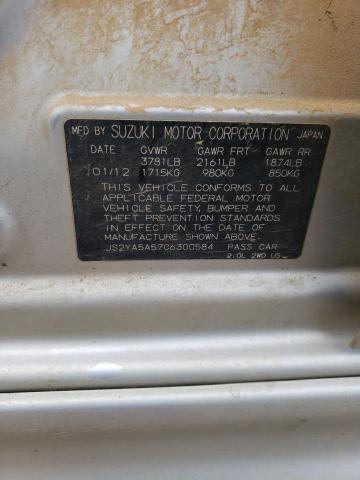 MFD BY SUZUKI MOTOR CORPORATION JAPAN
DATE GVWR GAWR FRT GAWR RR
3781LB 2161LB 1874LB
01/12 1715KG 980KG 850KG
THIS VEHICLE CONFORMS TO ALL
APPLICABLE FEDERAL MOTOR
VEHICLE SAFETY, BUMPER AND
THEFT PREVENTION STANDARDS
IN EFFECT ON THE DATE OF
MANUFACTURE SHOWN ABOVE.
JS2YA5A57C6300584 PASS CAR
2.0L 2WD US